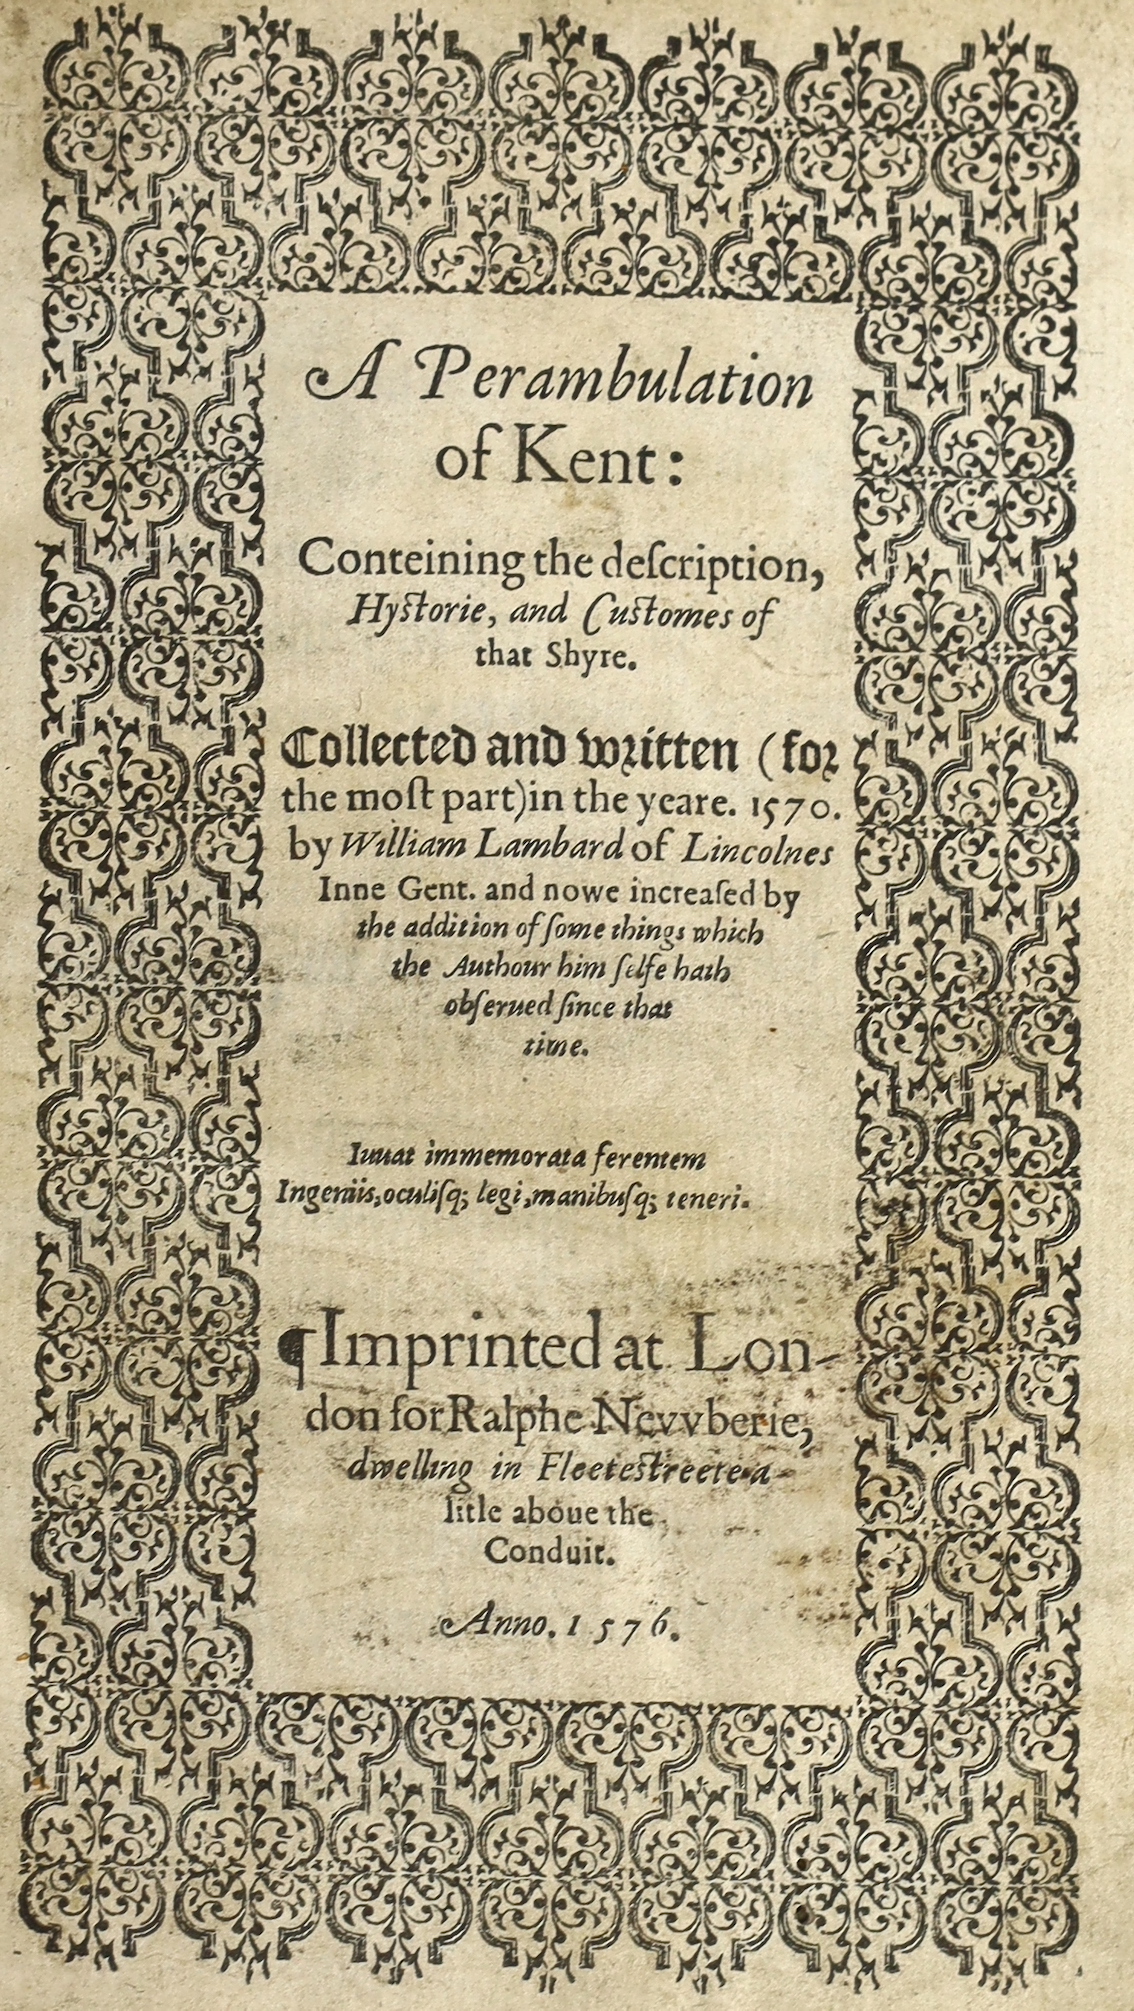 A Perambulation
of Kent:
Conteining the deſcription,
Hyſtorie, and Cuſtomes of
that Shyre.
Collected and written (for
the moſt part) in the yeare. 1570.
by William Lambard of Lincolnes
Inne Gent. and nowe increaſed by
the addition of ſome things which
the Authour him ſelfe hath
obſerued ſince that
time.
Iuuat immemorata ferentem
Ingeniis, oculiſq; legi, manibuſq; teneri.
¶Imprinted at Lon-
don for Ralphe Nevvberie,
dwelling in Fleeteſtreete a
litle aboue the
Conduit.
Anno. 1576.